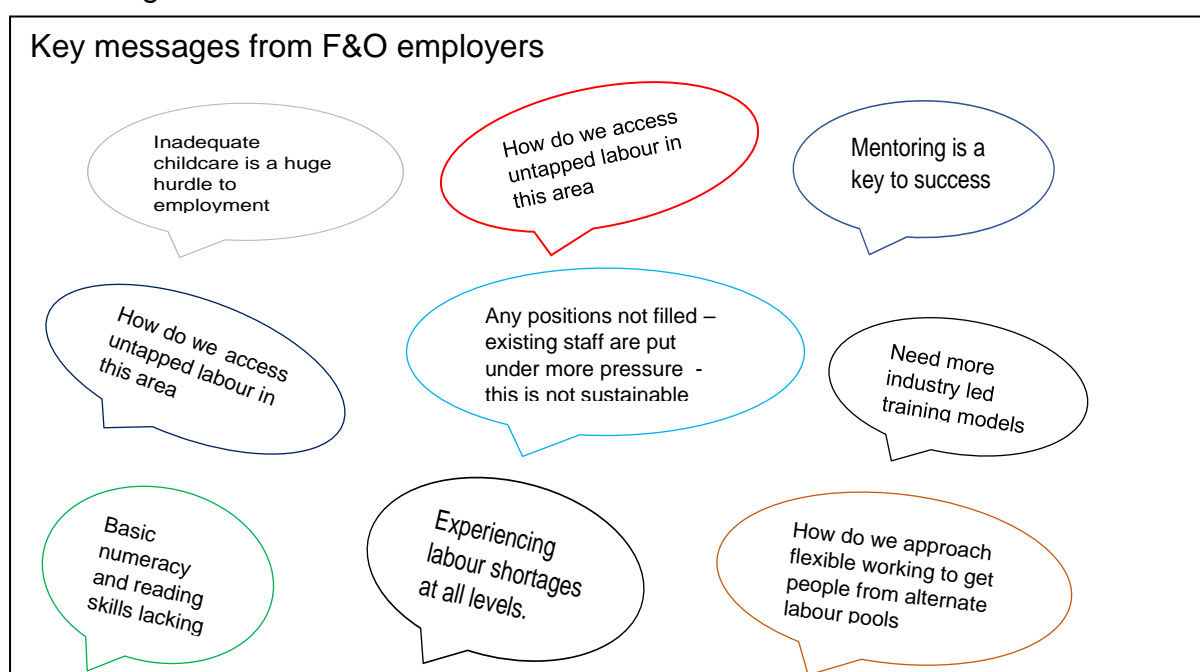 Key messages from F&O employers
Inadequate
childcare is a huge
hurdle to
employment
How do we access
untapped labour in
this area
Mentoring is a
key to success
How do we access
untapped labour in
this area
Any positions not filled –
existing staff are put
under more pressure -
this is not sustainable
Need more
industry led
training models
Basic
numeracy
and reading
skills lacking
Experiencing
labour shortages
at all levels.
How do we approach
flexible working to get
people from alternate
labour pools